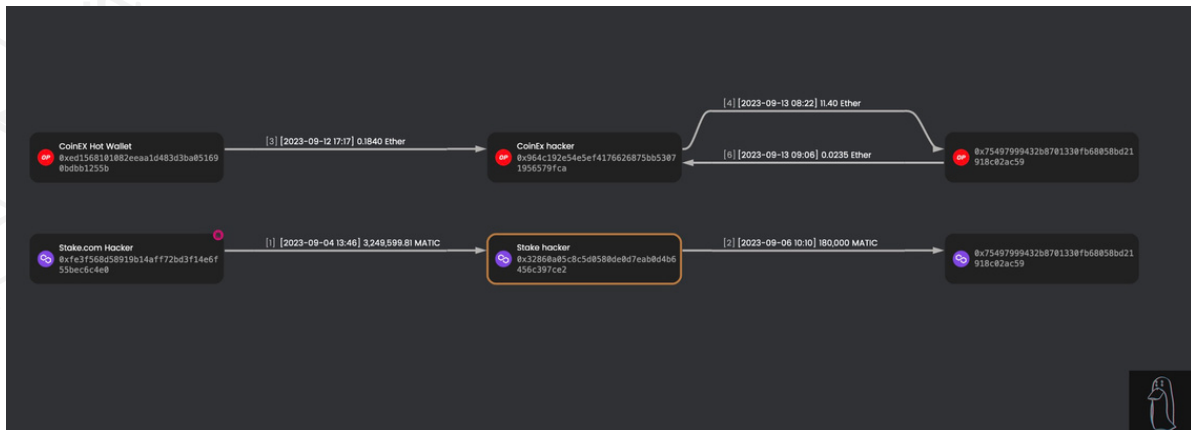 [4] [2023-09-13 08:22] 11.40 Ether
CoinEX Hot Wallet
0xed1568101082eeaa1d483d3ba05169
0bdbb1255b
[3] [2023-09-12 17:17] 0.1840 Ether
CoinEx hacker
0x964c192e54e5ef4176626875bb5307
1956579fca
[6] [2023-09-13 09:06] 0.0235 Ether
0x75497999432b8701330fb68058bd21
918c02ac59
Stake.com Hacker
0xfe3f568d58919b14aff72bd3f14e6f
55bec6c4e0
[1] [2023-09-04 13:46] 3,249,599.81 MATIC
Stake hacker
0x32860a05c8c5d0580de0d7eab0d4b6
456c397ce2
[2] [2023-09-06 10:10] 180,000 MATIC
0x75497999432b8701330fb68058bd21
918c02ac59